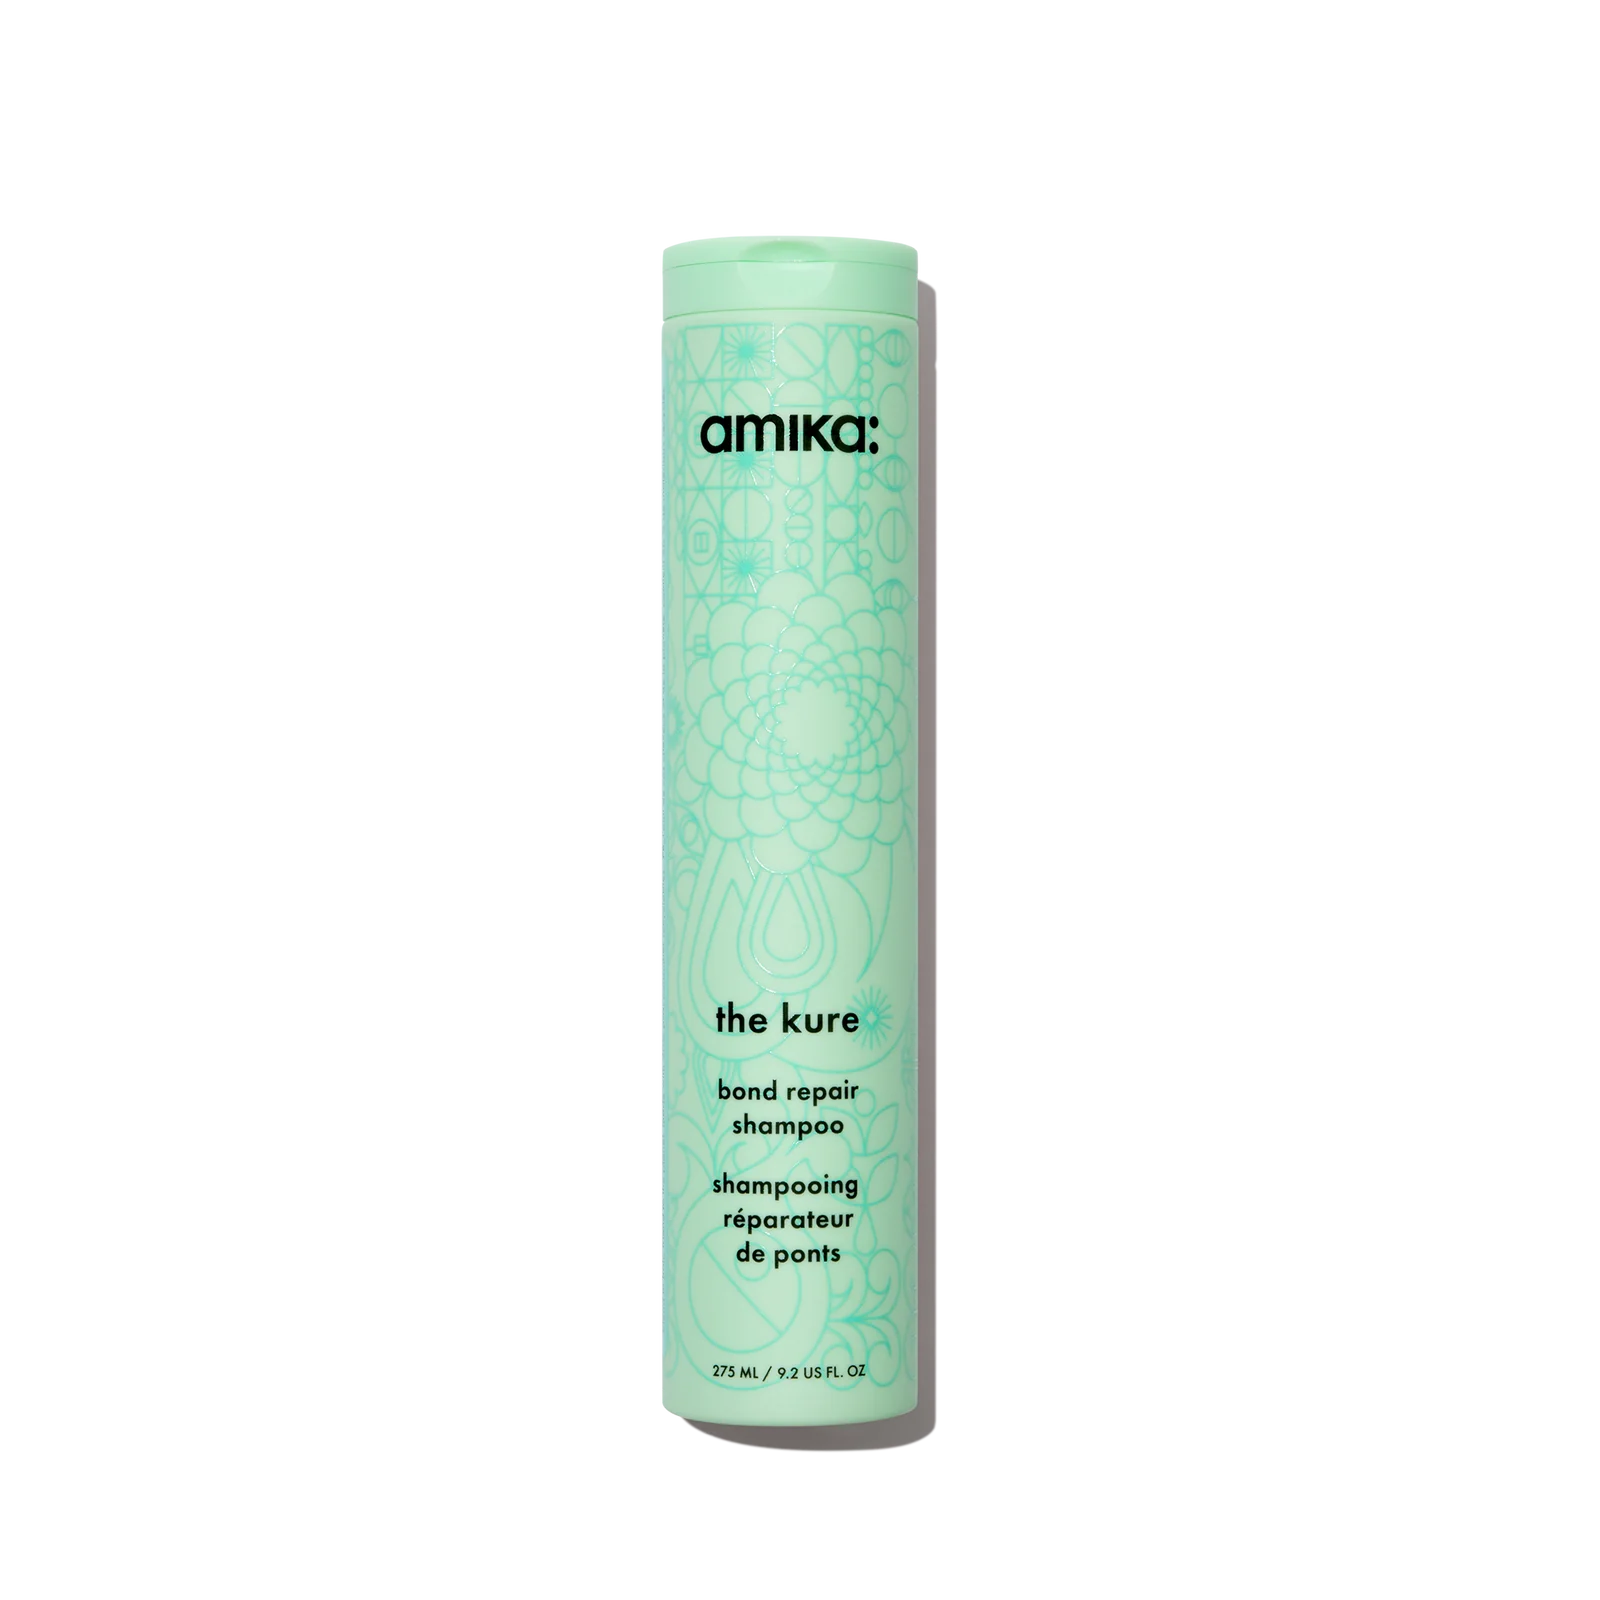 amika:
the kure
bond repair
shampoo
shampooing
réparateur
de ponts
275 ML / 9.2 US FL. OZ